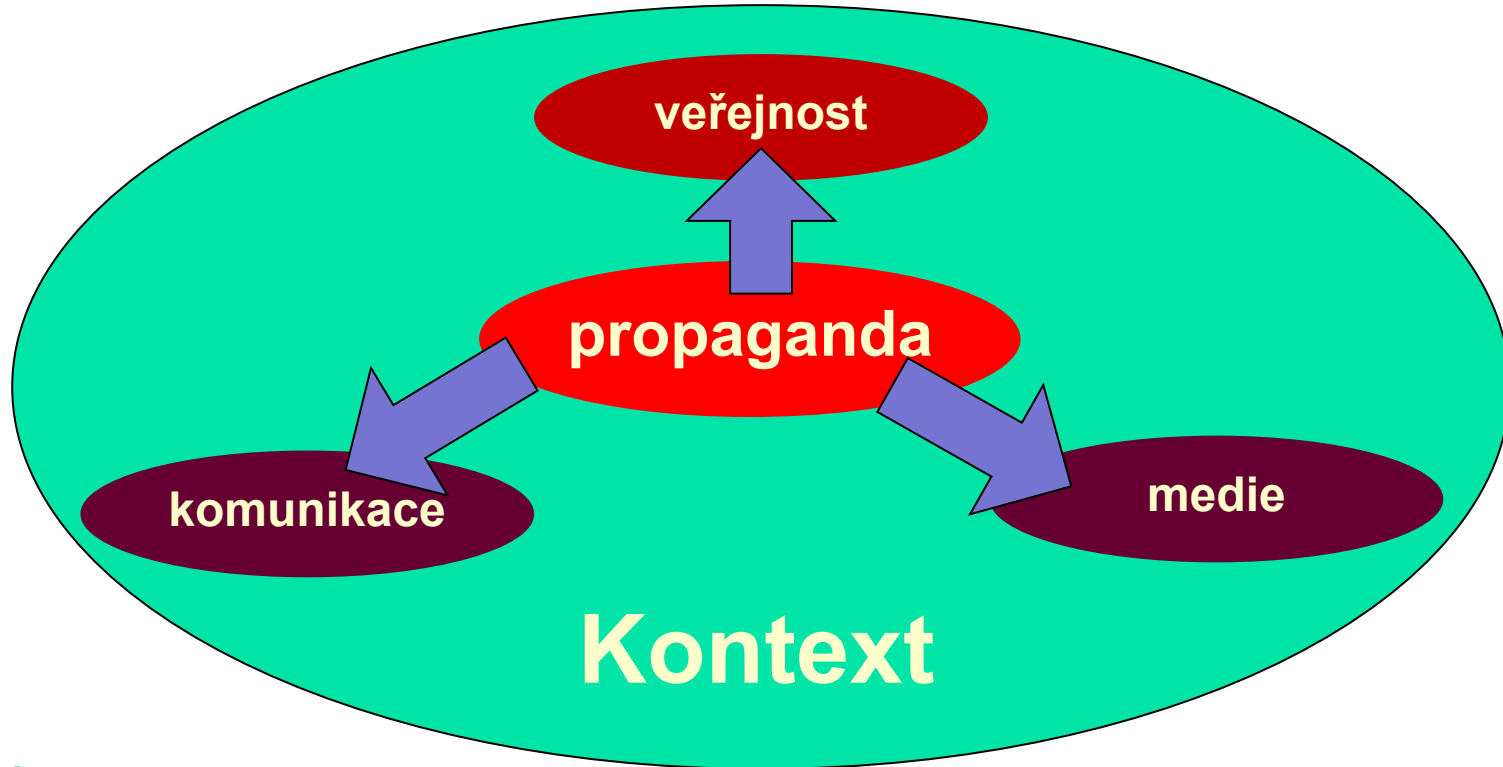 veřejnost
propaganda
komunikace
medie
Kontext